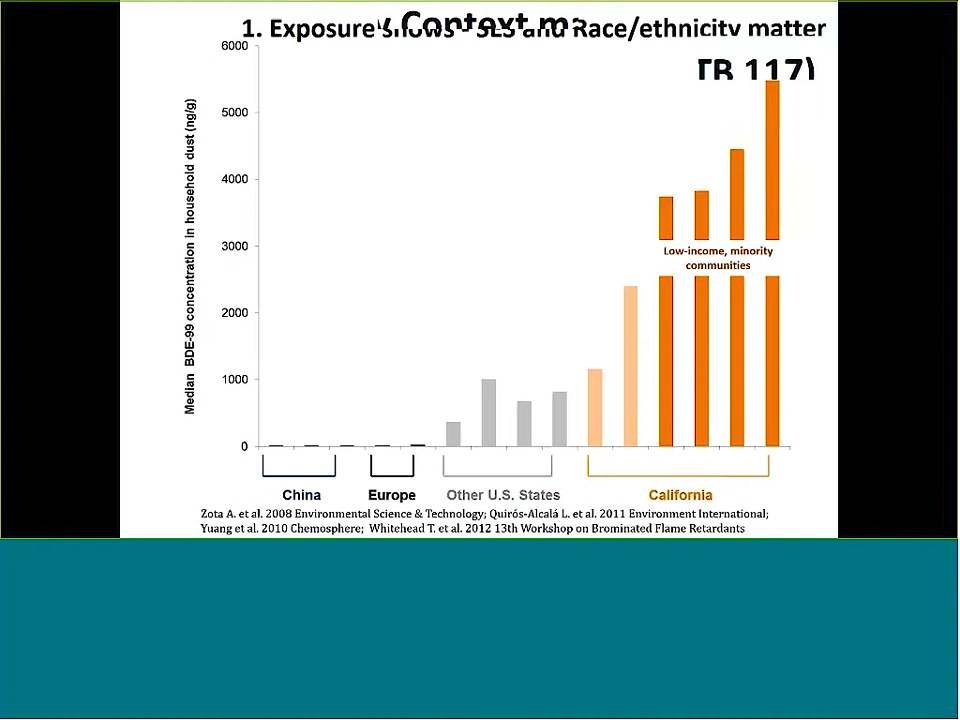 Context
1. Exposure - SES and Race/ethnicity matter
TB 117)
6000
5000
4000
3000
2000
1000
0
Median BDE-99 concentration in household dust (ng/g)
Low-income, minority
communities
China Europe Other U.S. States California
Zota A. et al. 2008 Environmental Science & Technology; Quirós-Alcalá L. et al. 2011 Environment International;
Yuang et al. 2010 Chemosphere; Whitehead T. et al. 2012 13th Workshop on Brominated Flame Retardants